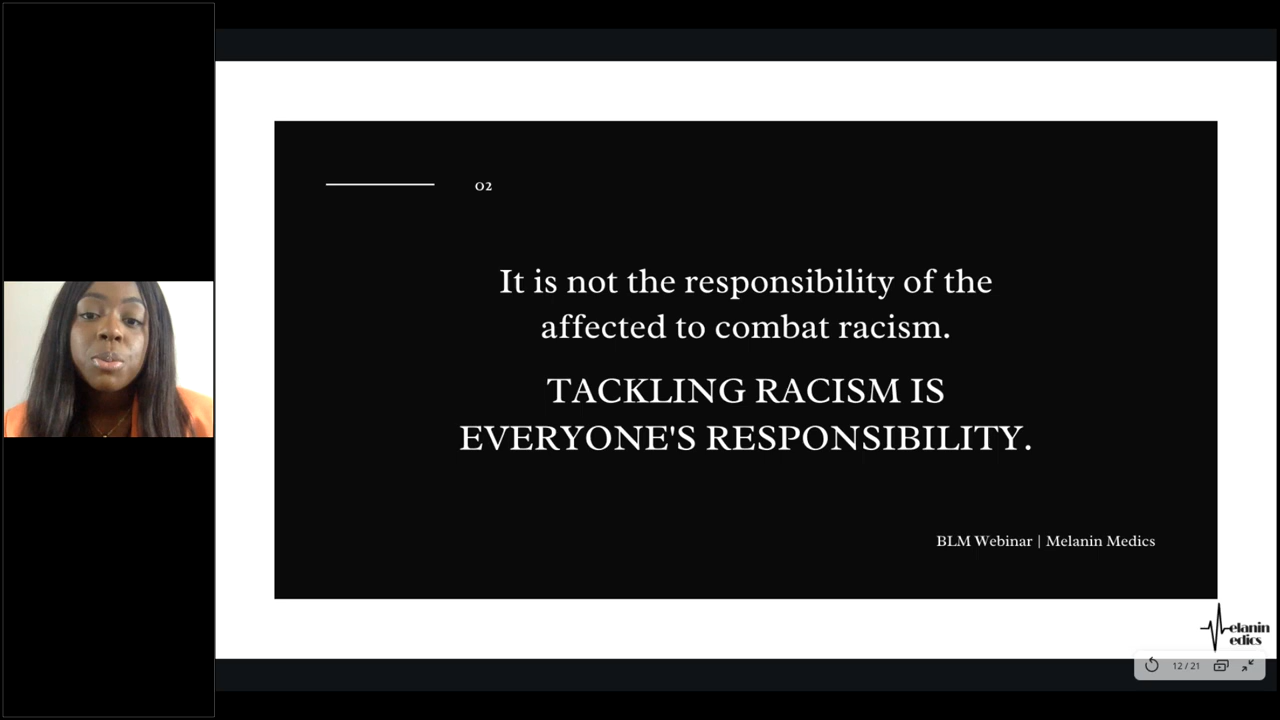 02
It is not the responsibility of the
affected to combat racism.
TACKLING RACISM IS
EVERYONE'S RESPONSIBILITY.
BLM Webinar | Melanin Medics
elanin
edics
12 / 21